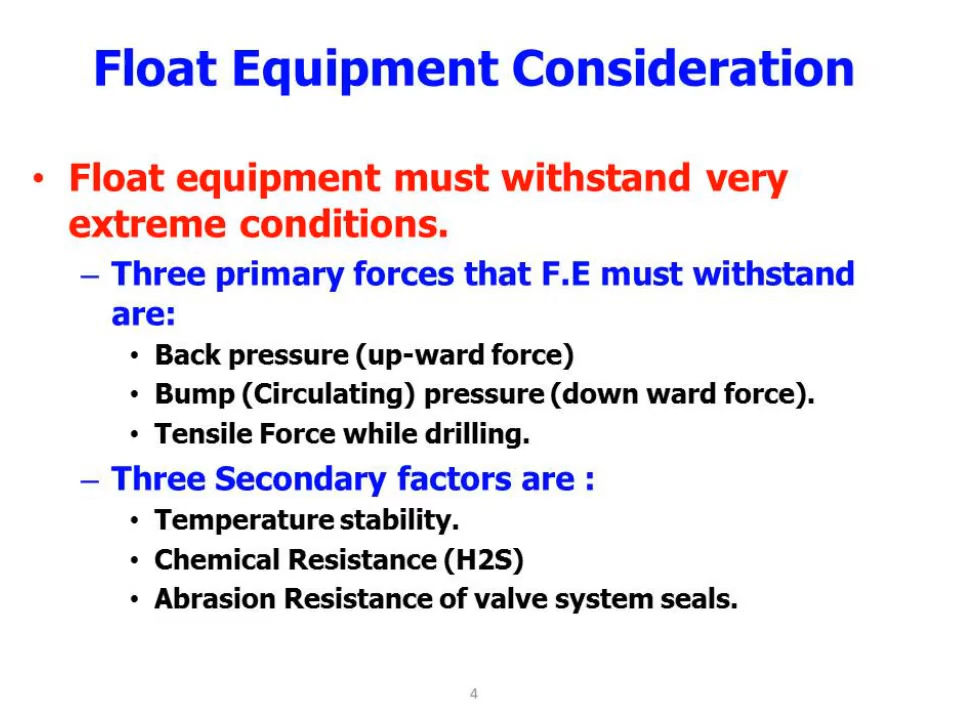 Float Equipment Consideration
• Float equipment must withstand very
extreme conditions.
– Three primary forces that F.E must withstand
are:
• Back pressure (up-ward force)
• Bump (Circulating) pressure (down ward force).
• Tensile Force while drilling.
– Three Secondary factors are :
• Temperature stability.
• Chemical Resistance (H2S)
• Abrasion Resistance of valve system seals.
4